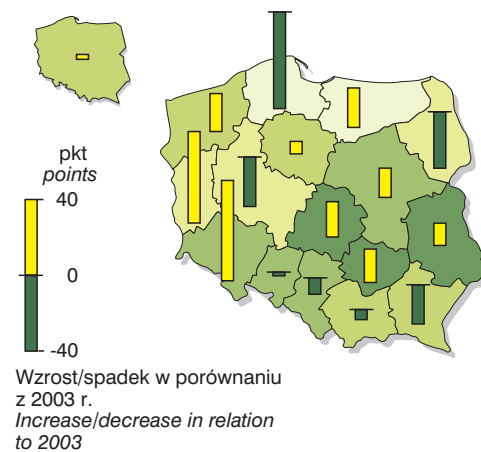 pkt
points
40
0
-40
Wzrost/spadek w porównaniu
z 2003 r.
Increase/decrease in relation
to 2003